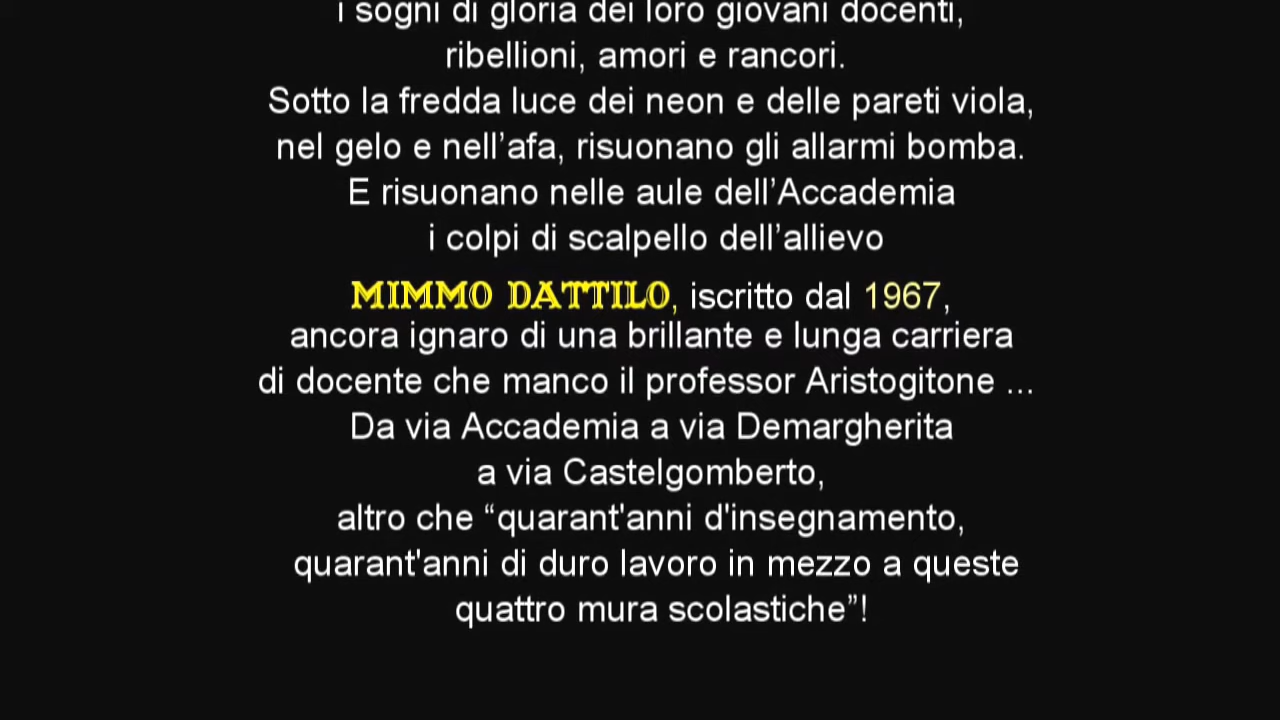 i sogni di gloria dei loro giovani docenti,
ribellioni, amori e rancori.
Sotto la fredda luce dei neon e delle pareti viola,
nel gelo e nell’afa, risuonano gli allarmi bomba.
E risuonano nelle aule dell’Accademia
i colpi di scalpello dell’allievo
MIMMO DATTILO, iscritto dal 1967,
ancora ignaro di una brillante e lunga carriera
di docente che manco il professor Aristogitone ...
Da via Accademia a via Demargherita
a via Castelgomberto,
altro che “quarant'anni d'insegnamento,
quarant'anni di duro lavoro in mezzo a queste
quattro mura scolastiche”!